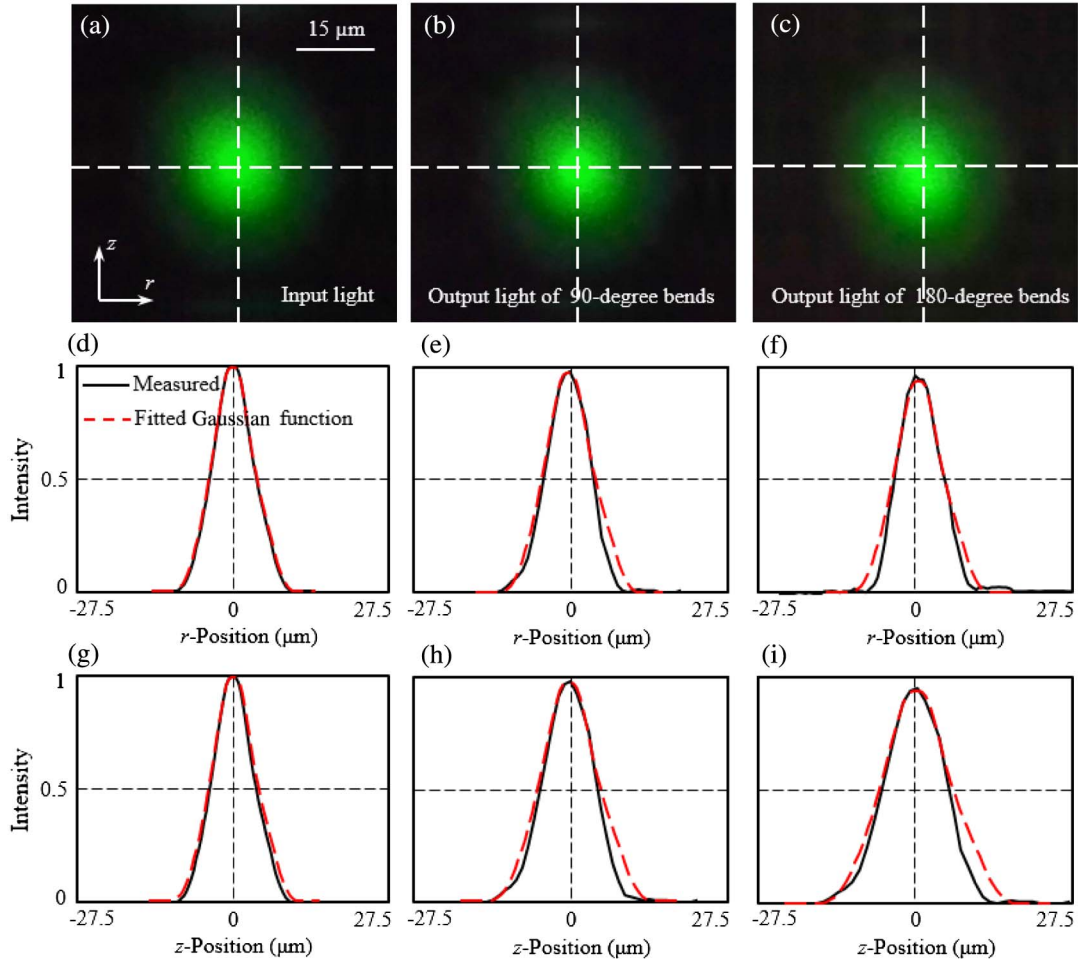 (a)
15 μm
z
r
Input light
(b)
Output light of 90-degree bends
(c)
Output light of 180-degree bends
(d)
1
Measured
Fitted Gaussian function
Intensity
0.5
0
-27.5
0
27.5
r-Position (μm)
(e)
-27.5
0
27.5
r-Position (μm)
(f)
-27.5
0
27.5
r-Position (μm)
(g)
1
Intensity
0.5
0
-27.5
0
27.5
z-Position (μm)
(h)
-27.5
0
27.5
z-Position (μm)
(i)
-27.5
0
27.5
z-Position (μm)